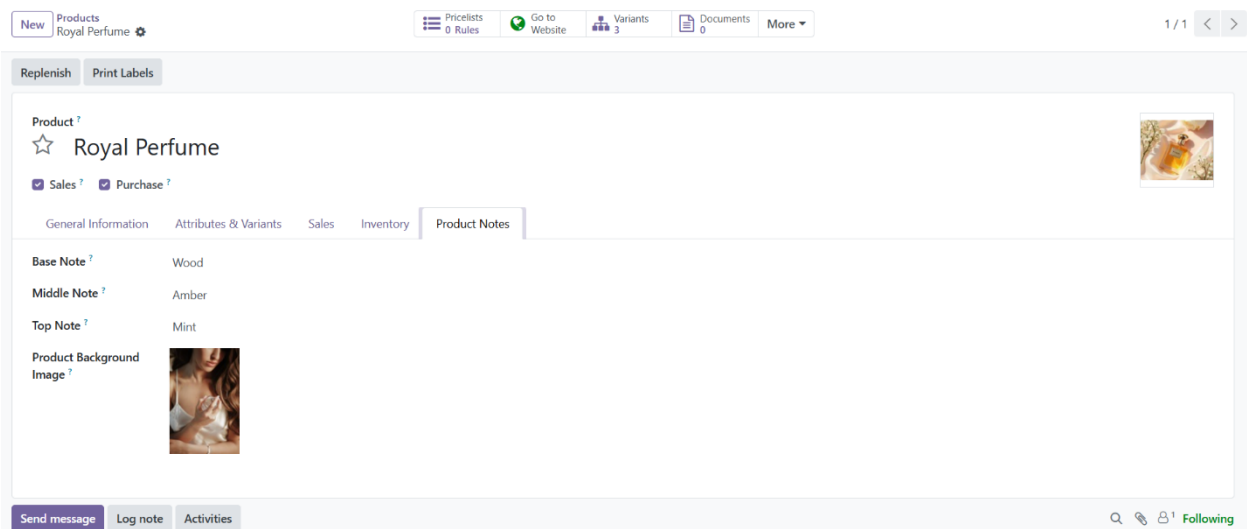 New
Products
Royal Perfume
Pricelists
0 Rules
Go to
Website
Variants
3
Documents
0
More
1 / 1
Replenish
Print Labels
Product ?
Royal Perfume
Sales ?
Purchase ?
General Information
Attributes & Variants
Sales
Inventory
Product Notes
Base Note ?
Wood
Middle Note ?
Amber
Top Note ?
Mint
Product Background
Image ?
Send message
Log note
Activities
1
Following